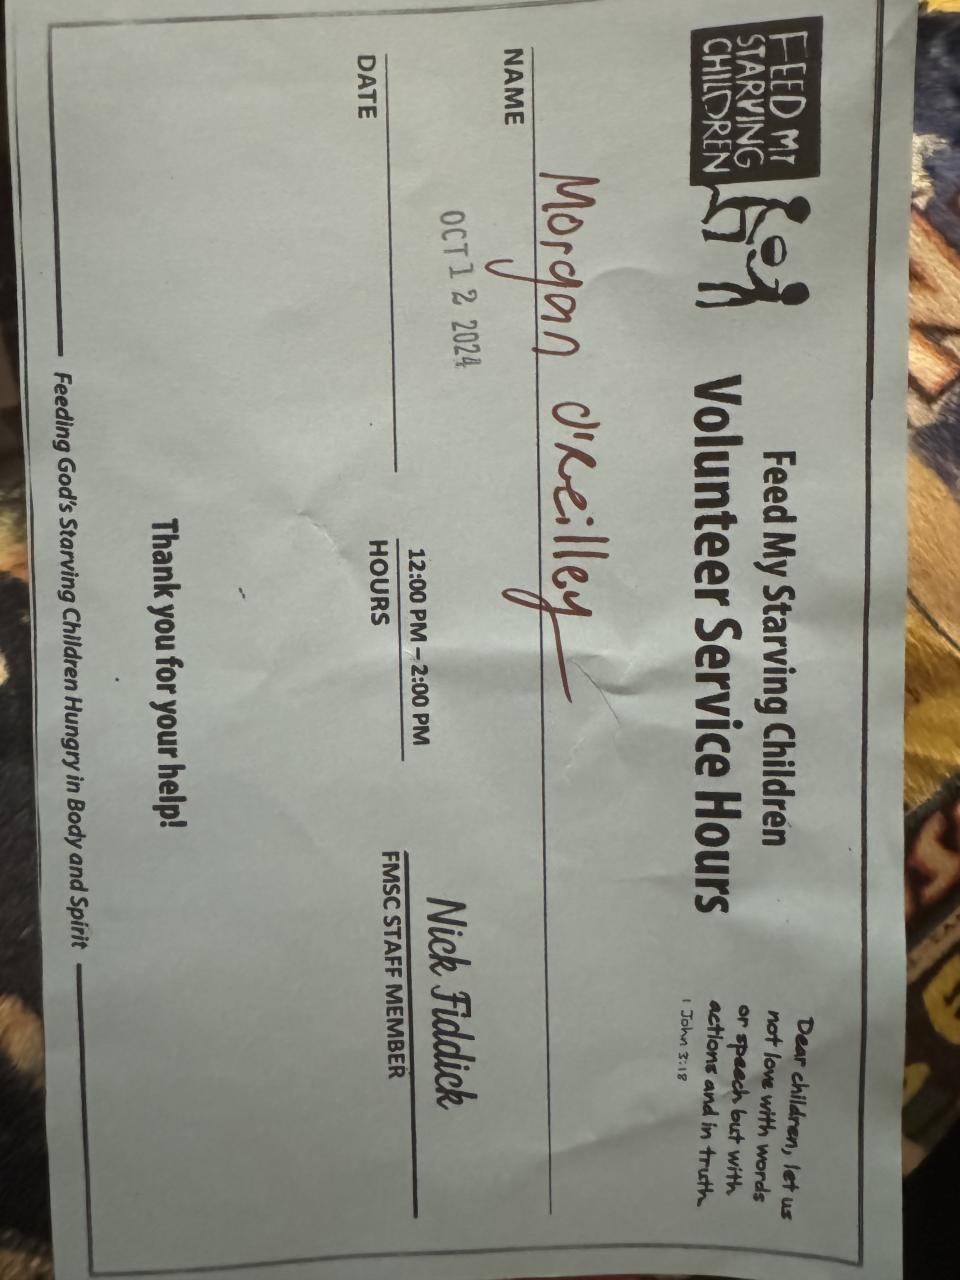 FEED MY
STARVING
CHILDREN
Feed My Starving Children
Volunteer Service Hours
Dear children, let us
not love with words
or speech but with
actions and in truth
1 John 3:18
Morgan O'Reilley
NAME
OCT 12 2024
DATE
12:00 PM – 2:00 PM
HOURS
Nick Fiddick
FMSC STAFF MEMBER
Thank you for your help!
Feeding God's Starving Children Hungry in Body and Spirit